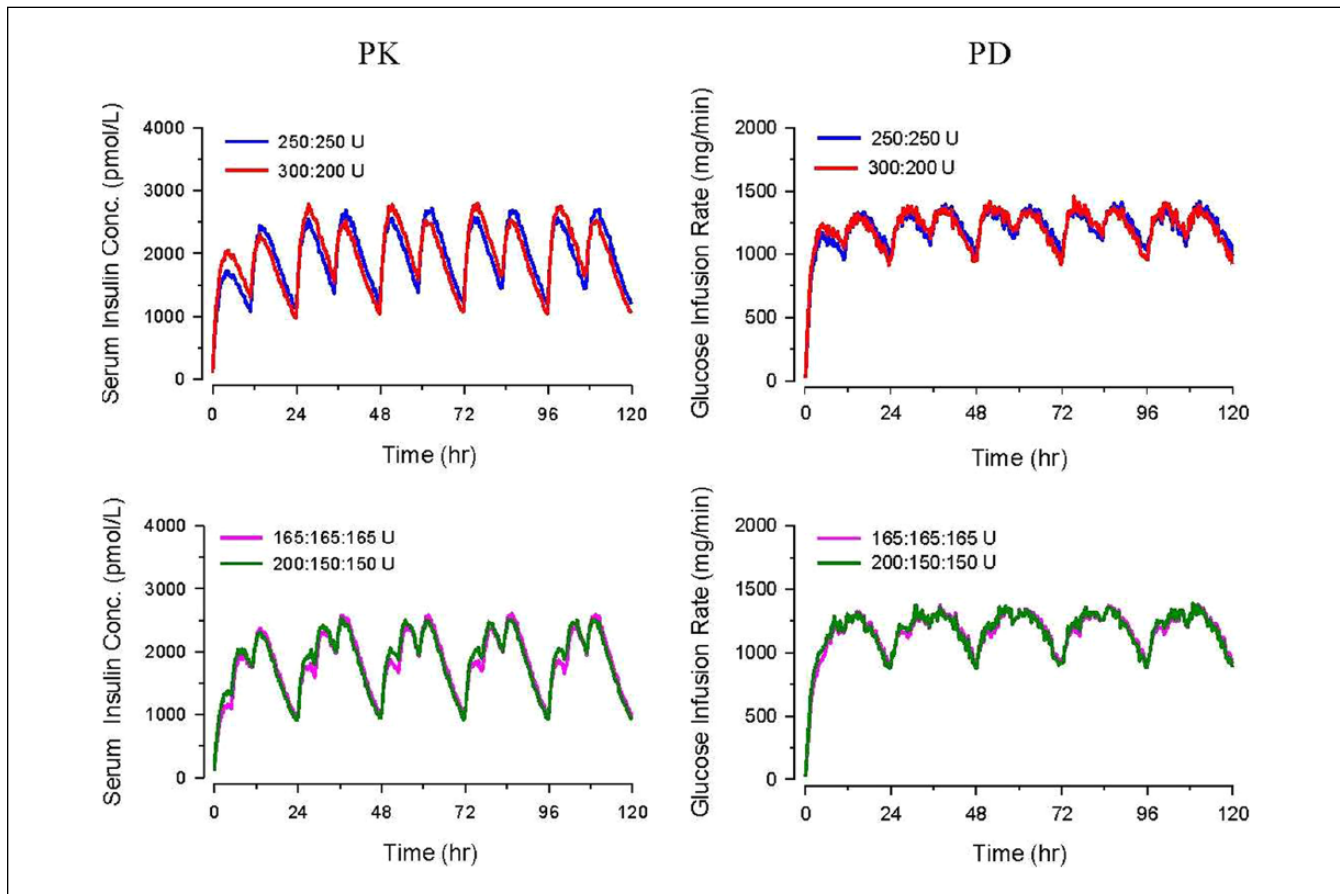 PK
PD
Serum Insulin Conc. (pmol/L)
4000
3000
2000
1000
0
250:250 U
300:200 U
0 24 48 72 96 120
Time (hr)
Glucose Infusion Rate (mg/min)
2000
1500
1000
500
0
250:250 U
300:200 U
0 24 48 72 96 120
Time (hr)
Serum Insulin Conc. (pmol/L)
4000
3000
2000
1000
0
165:165:165 U
200:150:150 U
0 24 48 72 96 120
Time (hr)
Glucose Infusion Rate (mg/min)
2000
1500
1000
500
0
165:165:165 U
200:150:150 U
0 24 48 72 96 120
Time (hr)